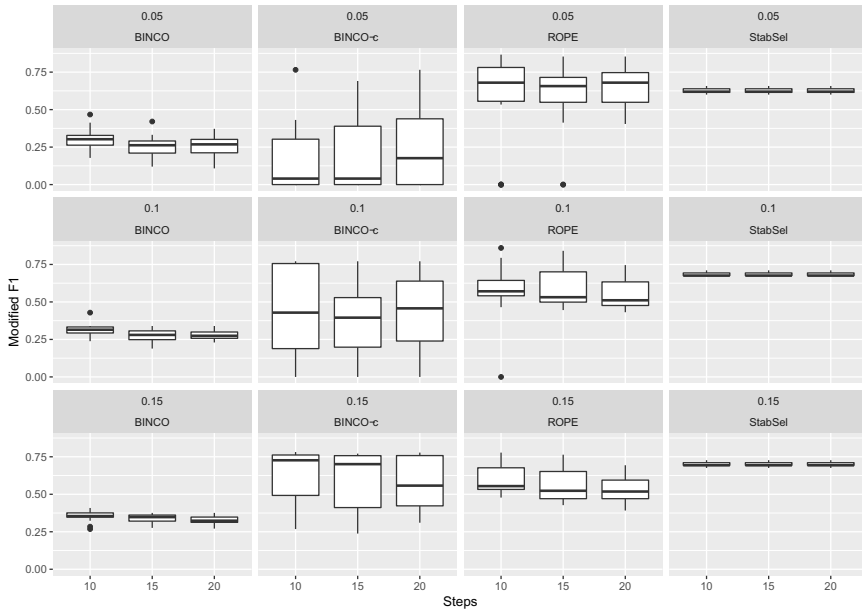 0.05 0.05 0.05 0.05
BINCO BINCO-c ROPE StabSel
0.75
0.50
0.25
0.00
0.1 0.1 0.1 0.1
BINCO BINCO-c ROPE StabSel
0.75
0.50
0.25
0.00
Modified F1
0.15 0.15 0.15 0.15
BINCO BINCO-c ROPE StabSel
0.75
0.50
0.25
0.00
10 15 20 10 15 20 10 15 20 10 15 20
Steps